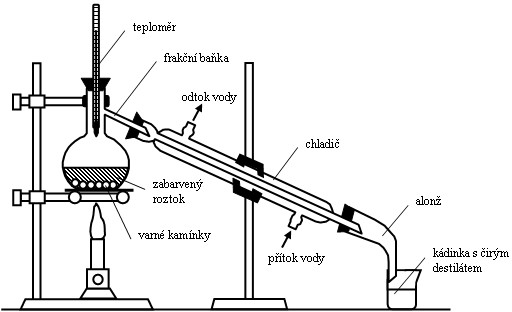 teploměr
frakční baňka
odtok vody
chladič
zabarvený
roztok
alonž
varné kamínky
přítok vody
kádinka s čirým
destilátem